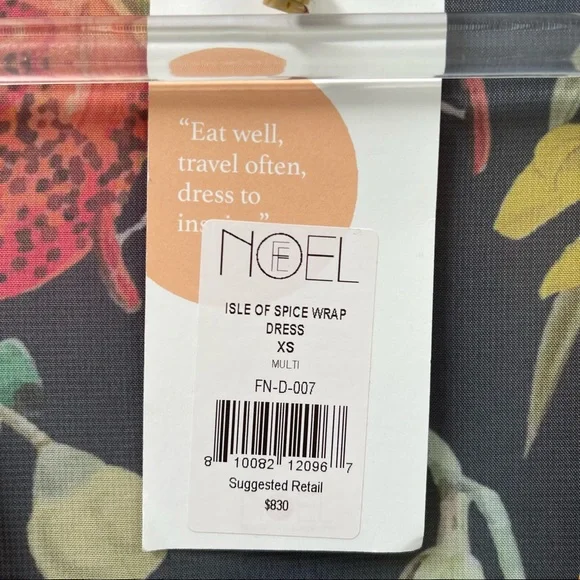 “Eat well,
travel often,
dress to
NOEL
FE
ISLE OF SPICE WRAP
DRESS
XS
MULTI
FN-D-007
8 10082 12096 7
Suggested Retail
$830